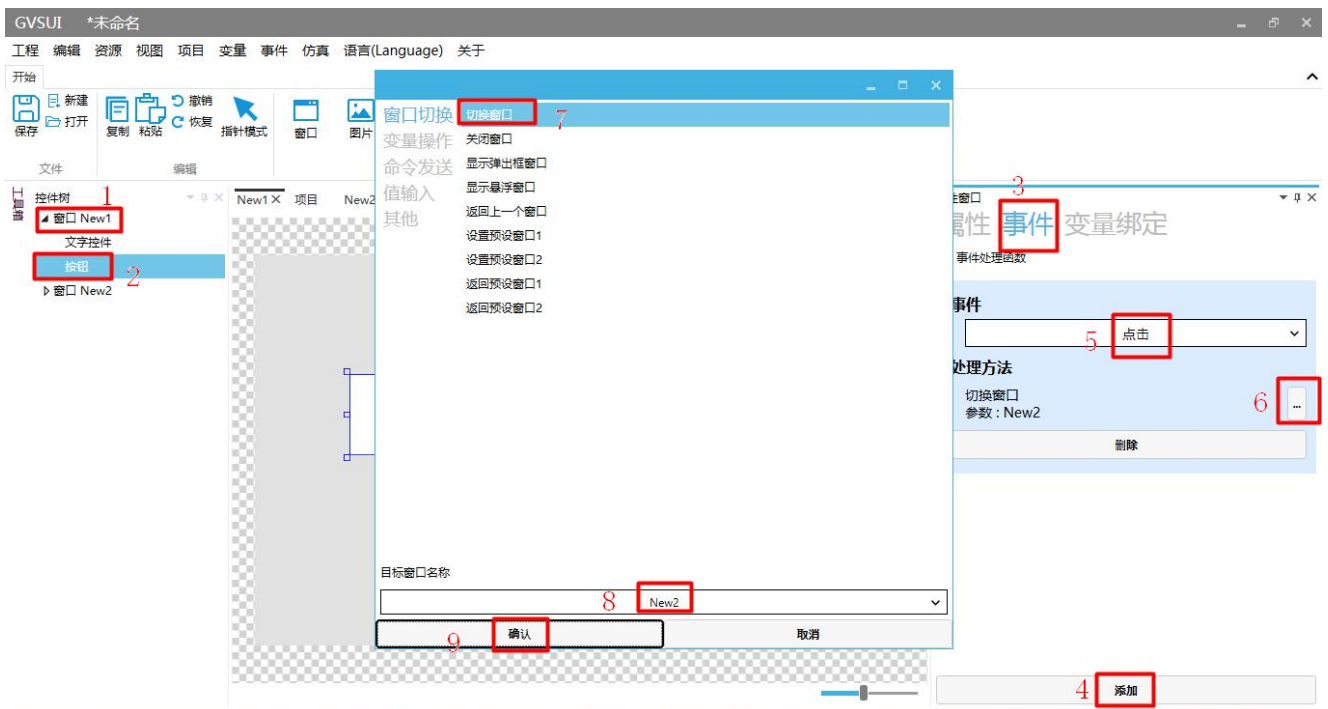 GVSUI *未命名
工程 编辑 资源 视图 项目 变量 事件 仿真 语言(Language) 关于
开始
保存
新建
打开
复制
粘贴
撤销
恢复
指针模式
窗口
图片
文件
编辑
工具箱
控件树
1
窗口 New1
文字控件
按钮
2
窗口 New2
New1 项目 New2
窗口切换
变量操作
命令发送
值输入
其他
切换窗口
7
关闭窗口
显示弹出框窗口
显示悬浮窗口
返回上一个窗口
设置预设窗口1
设置预设窗口2
返回预设窗口1
返回预设窗口2
目标窗口名称
8
New2
9
确认
取消
性窗口
3
属性 事件 变量绑定
事件处理函数
事件
5
点击
处理方法
切换窗口
参数 : New2
6
...
删除
4
添加